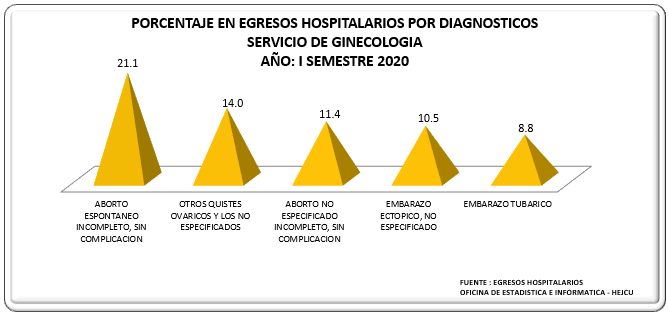 PORCENTAJE EN EGRESOS HOSPITALARIOS POR DIAGNOSTICOS
SERVICIO DE GINECOLOGIA
AÑO: I SEMESTRE 2020
21.1
14.0
11.4
10.5
8.8
ABORTO
ESPONTANEO
INCOMPLETO, SIN
COMPLICACION
OTROS QUISTES
OVARICOS Y LOS NO
ESPECIFICADOS
ABORTO NO
ESPECIFICADO
INCOMPLETO, SIN
COMPLICACION
EMBARAZO
ECTOPICO, NO
ESPECIFICADO
EMBARAZO TUBARICO
FUENTE : EGRESOS HOSPITALARIOS
OFICINA DE ESTADISTICA E INFORMATICA - HEJCU